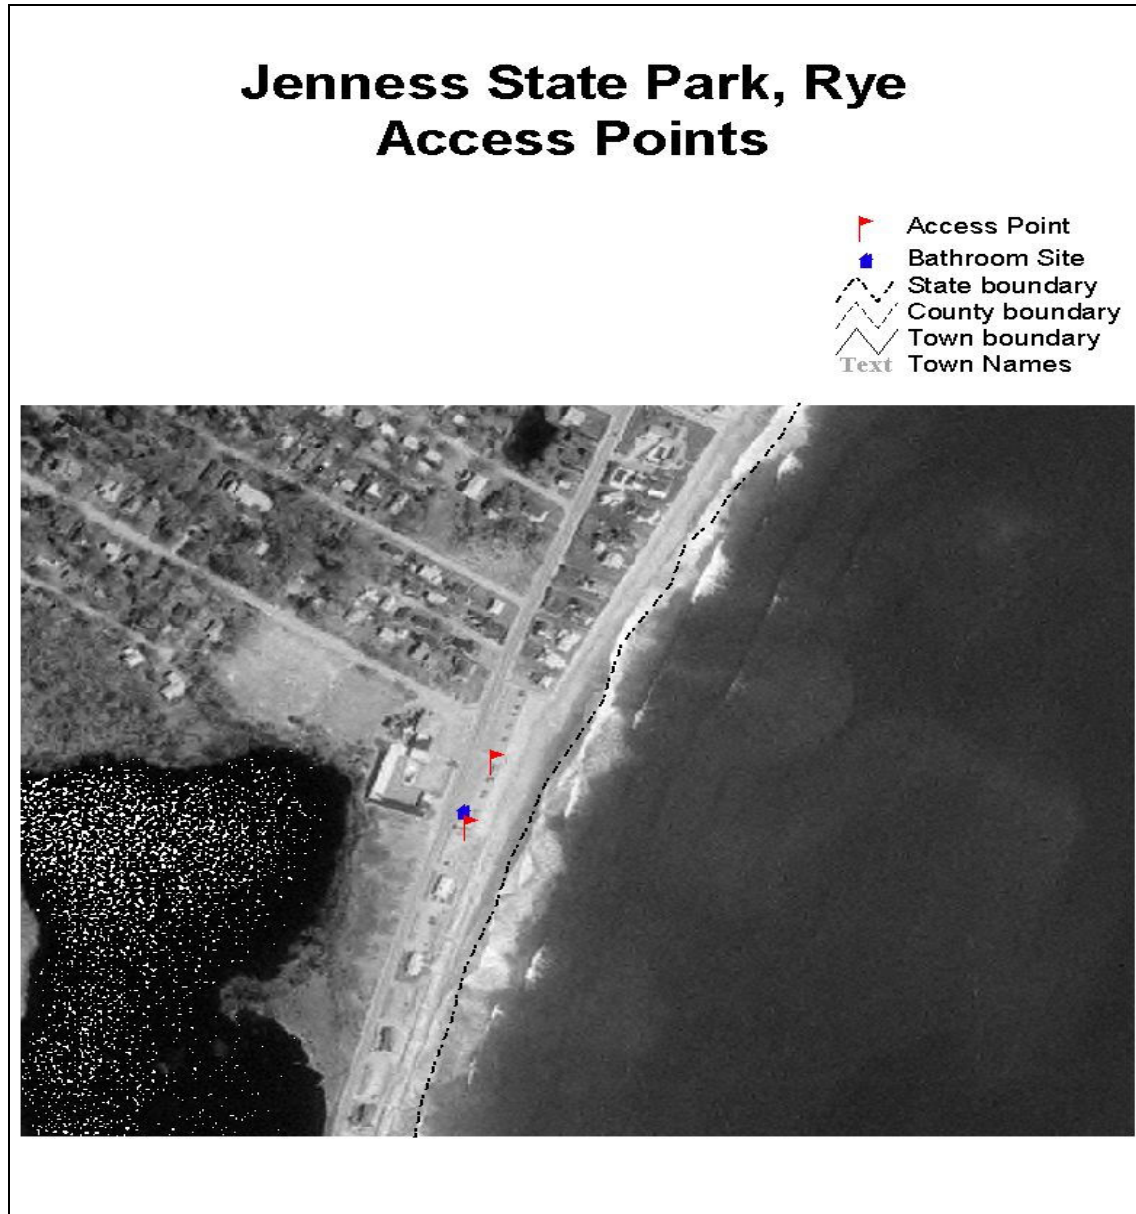 Jenness State Park, Rye
Access Points
Access Point
Bathroom Site
State boundary
County boundary
Town boundary
Text Town Names